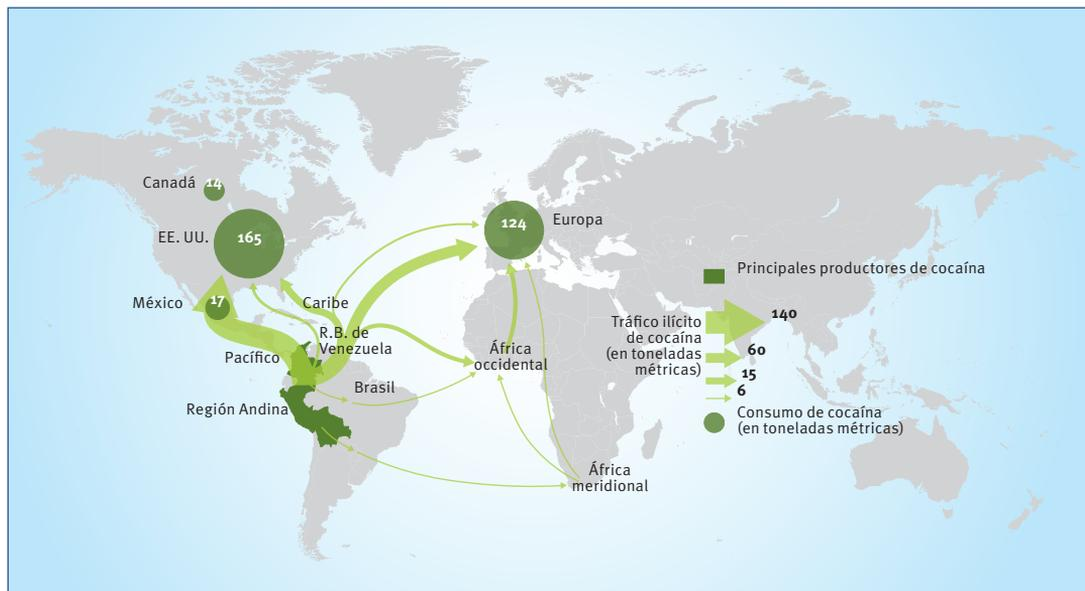 Canadá
14
EE. UU.
165
México
17
Caribe
R.B. de
Venezuela
Pacífico
Brasil
Región Andina
124
Europa
África
occidental
África
meridional
Principales productores de cocaína
Tráfico ilícito
de cocaína
(en toneladas
métricas)
140
60
15
6
Consumo de cocaína
(en toneladas métricas)